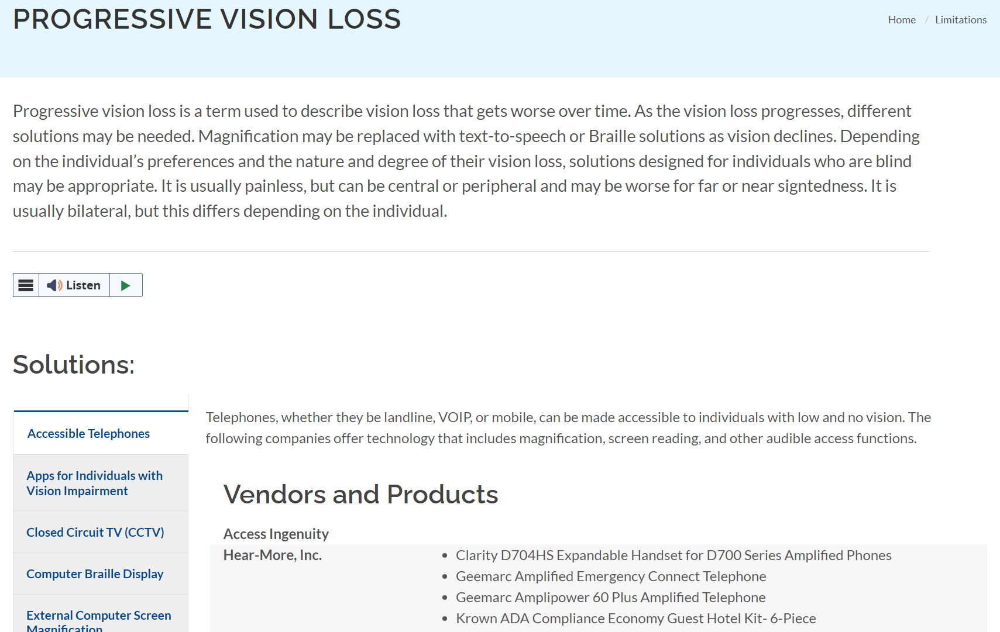 PROGRESSIVE VISION LOSS
Home / Limitations
Progressive vision loss is a term used to describe vision loss that gets worse over time. As the vision loss progresses, different
solutions may be needed. Magnification may be replaced with text-to-speech or Braille solutions as vision declines. Depending
on the individual’s preferences and the nature and degree of their vision loss, solutions designed for individuals who are blind
may be appropriate. It is usually painless, but can be central or peripheral and may be worse for far or near signtedness. It is
usually bilateral, but this differs depending on the individual.
Listen
Solutions:
Accessible Telephones
Apps for Individuals with
Vision Impairment
Closed Circuit TV (CCTV)
Computer Braille Display
External Computer Screen
Magnification
Telephones, whether they be landline, VOIP, or mobile, can be made accessible to individuals with low and no vision. The
following companies offer technology that includes magnification, screen reading, and other audible access functions.
Vendors and Products
Access Ingenuity
Hear-More, Inc.
• Clarity D704HS Expandable Handset for D700 Series Amplified Phones
• Geemarc Amplified Emergency Connect Telephone
• Geemarc Amplipower 60 Plus Amplified Telephone
• Krown ADA Compliance Economy Guest Hotel Kit- 6-Piece